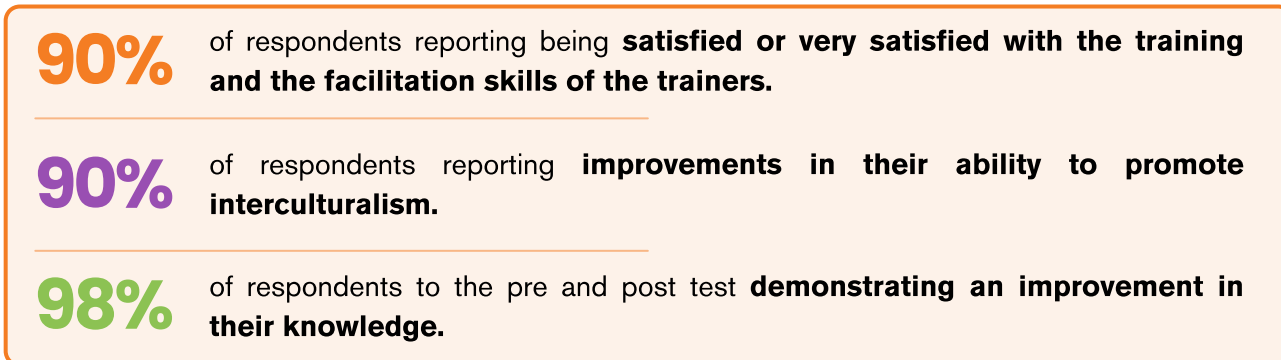 90% of respondents reporting being satisfied or very satisfied with the training
and the facilitation skills of the trainers.
90% of respondents reporting improvements in their ability to promote
interculturalism.
98% of respondents to the pre and post test demonstrating an improvement in
their knowledge.